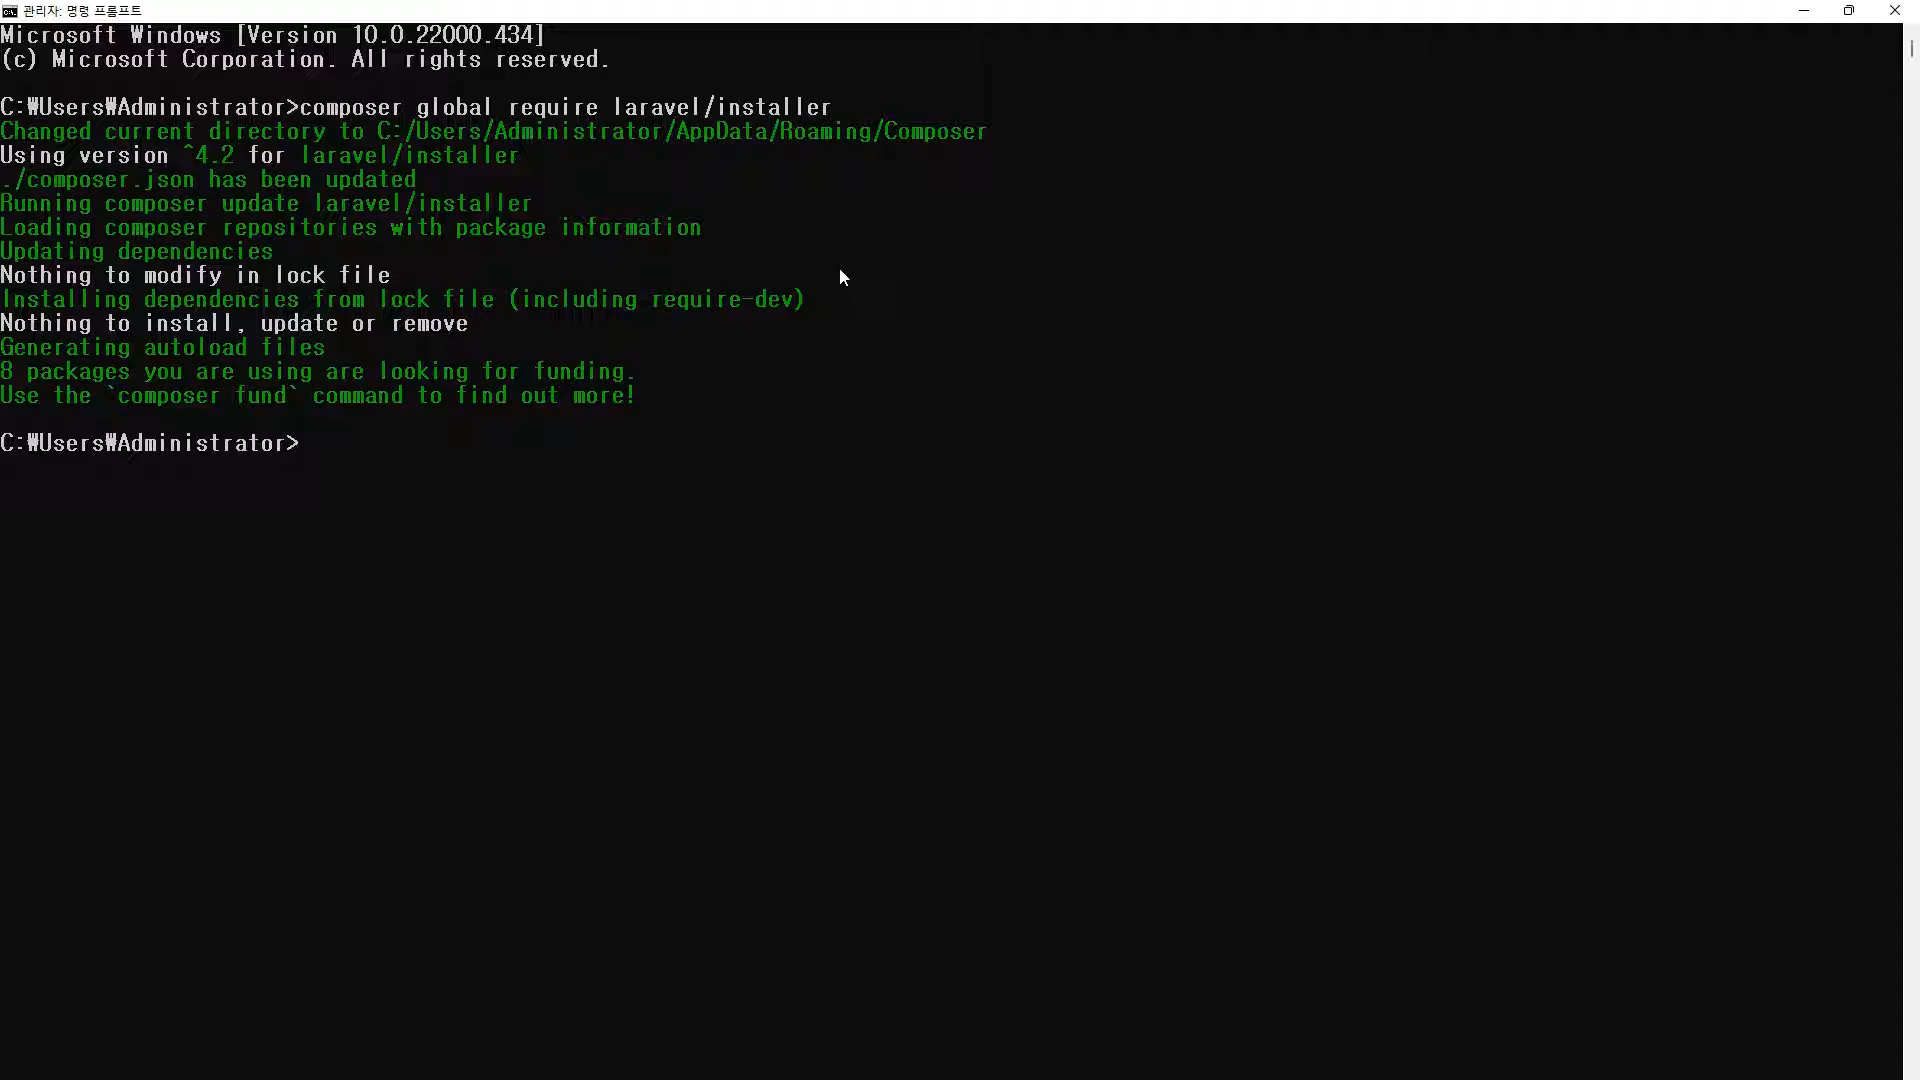 관리자: 명령 프롬프트
Microsoft Windows [Version 10.0.22000.434]
(c) Microsoft Corporation. All rights reserved.
C:₩Users₩Administrator>composer global require laravel/installer
Changed current directory to C:/Users/Administrator/AppData/Roaming/Composer
Using version ^4.2 for laravel/installer
./composer.json has been updated
Running composer update laravel/installer
Loading composer repositories with package information
Updating dependencies
Nothing to modify in lock file
Installing dependencies from lock file (including require-dev)
Nothing to install, update or remove
Generating autoload files
8 packages you are using are looking for funding.
Use the `composer fund` command to find out more!
C:₩Users₩Administrator>